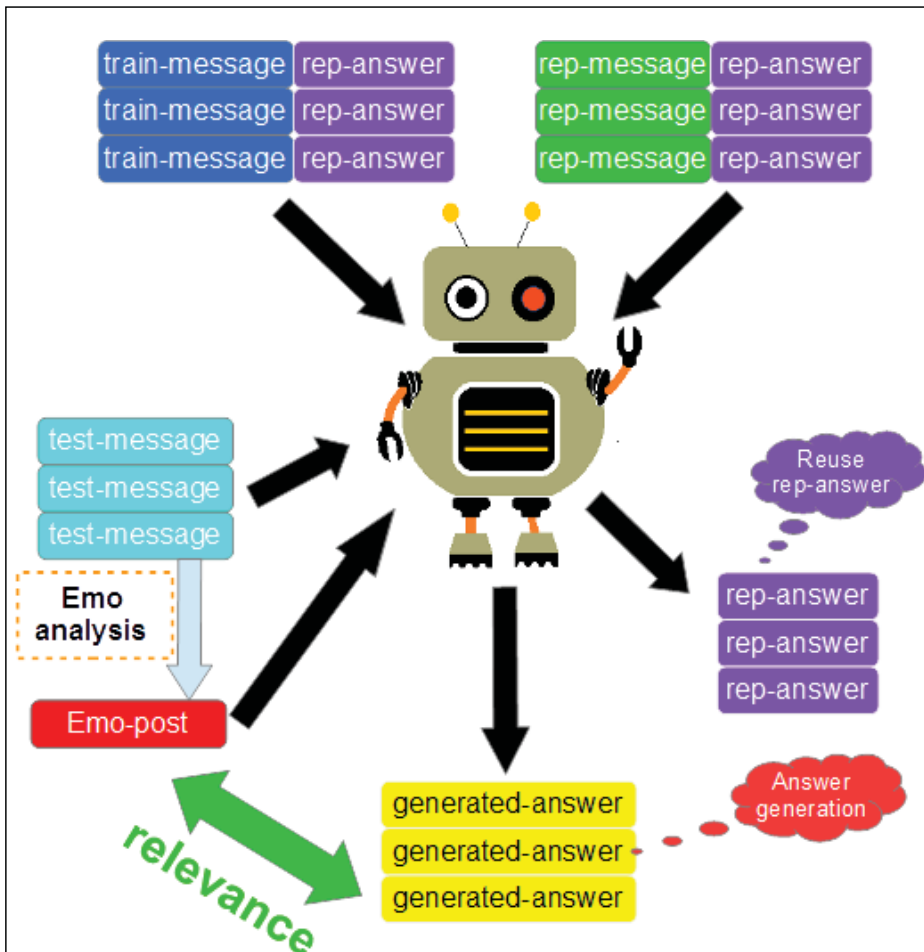 train-message rep-answer
train-message rep-answer
train-message rep-answer
rep-message rep-answer
rep-message rep-answer
rep-message rep-answer
test-message
test-message
test-message
Emo
analysis
Emo-post
Reuse
rep-answer
rep-answer
rep-answer
rep-answer
Answer
generation
generated-answer
generated-answer
generated-answer
relevance